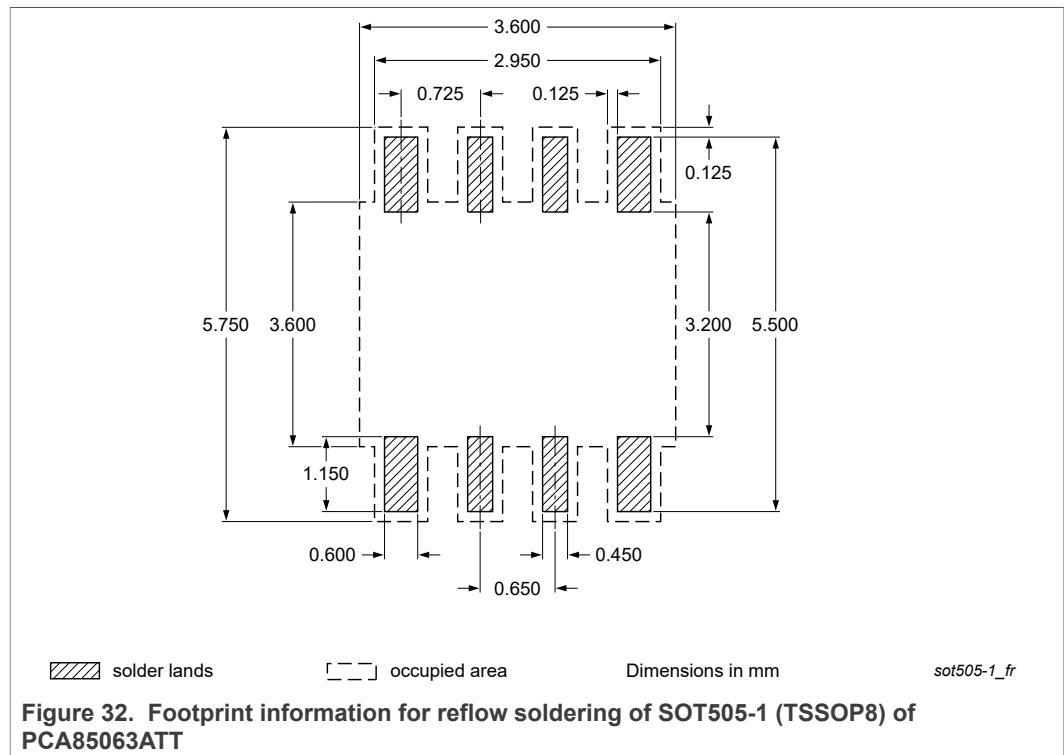 3.600
2.950
0.725
0.125
0.125
5.750
3.600
3.200
5.500
1.150
0.600
0.450
0.650
solder lands
occupied area
Dimensions in mm
sot505-1_fr
Figure 32. Footprint information for reflow soldering of SOT505-1 (TSSOP8) of
PCA85063ATT